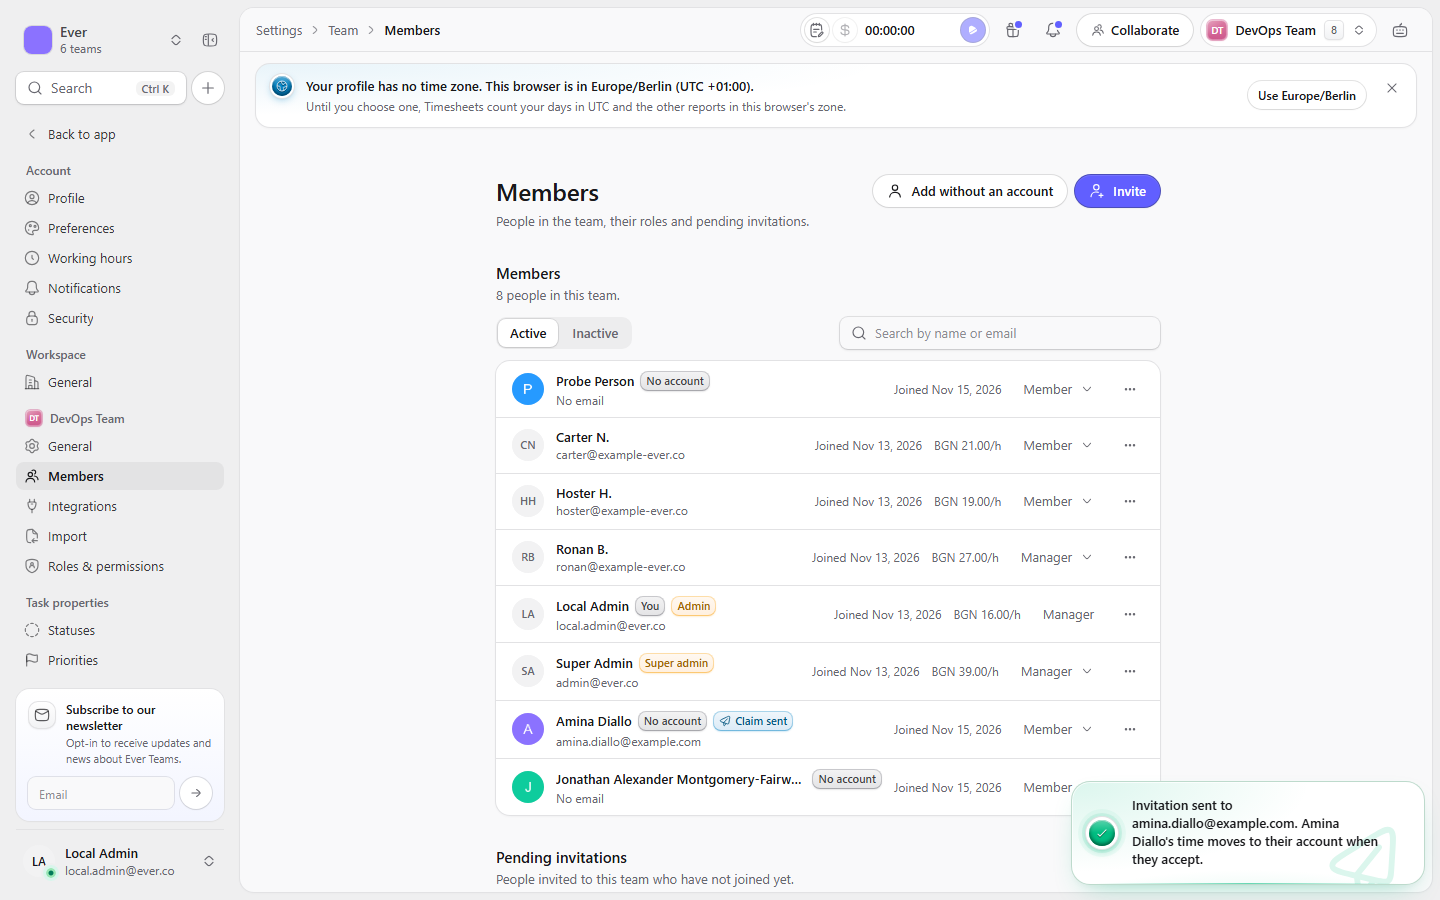 Ever
6 teams
Search
Ctrl K
Back to app
Account
Profile
Preferences
Working hours
Notifications
Security
Workspace
General
DT
DevOps Team
General
Members
Integrations
Import
Roles & permissions
Task properties
Statuses
Priorities
Subscribe to our
newsletter
Opt-in to receive updates and
news about Ever Teams.
Email
LA
Local Admin
local.admin@ever.co
Settings
Team
Members
00:00:00
Collaborate
DT
DevOps Team
8
Your profile has no time zone. This browser is in Europe/Berlin (UTC +01:00).
Until you choose one, Timesheets count your days in UTC and the other reports in this browser's zone.
Use Europe/Berlin
Members
People in the team, their roles and pending invitations.
Add without an account
Invite
Members
8 people in this team.
Active
Inactive
Search by name or email
P
Probe Person
No account
No email
Joined Nov 15, 2026
Member
CN
Carter N.
carter@example-ever.co
Joined Nov 13, 2026
BGN 21.00/h
Member
HH
Hoster H.
hoster@example-ever.co
Joined Nov 13, 2026
BGN 19.00/h
Member
RB
Ronan B.
ronan@example-ever.co
Joined Nov 13, 2026
BGN 27.00/h
Manager
LA
Local Admin
You
Admin
local.admin@ever.co
Joined Nov 13, 2026
BGN 16.00/h
Manager
SA
Super Admin
Super admin
admin@ever.co
Joined Nov 13, 2026
BGN 39.00/h
Manager
A
Amina Diallo
No account
Claim sent
amina.diallo@example.com
Joined Nov 15, 2026
Member
J
Jonathan Alexander Montgomery-Fairw...
No account
No email
Joined Nov 15, 2026
Member
Pending invitations
People invited to this team who have not joined yet.
Invitation sent to
amina.diallo@example.com. Amina
Diallo's time moves to their account when
they accept.